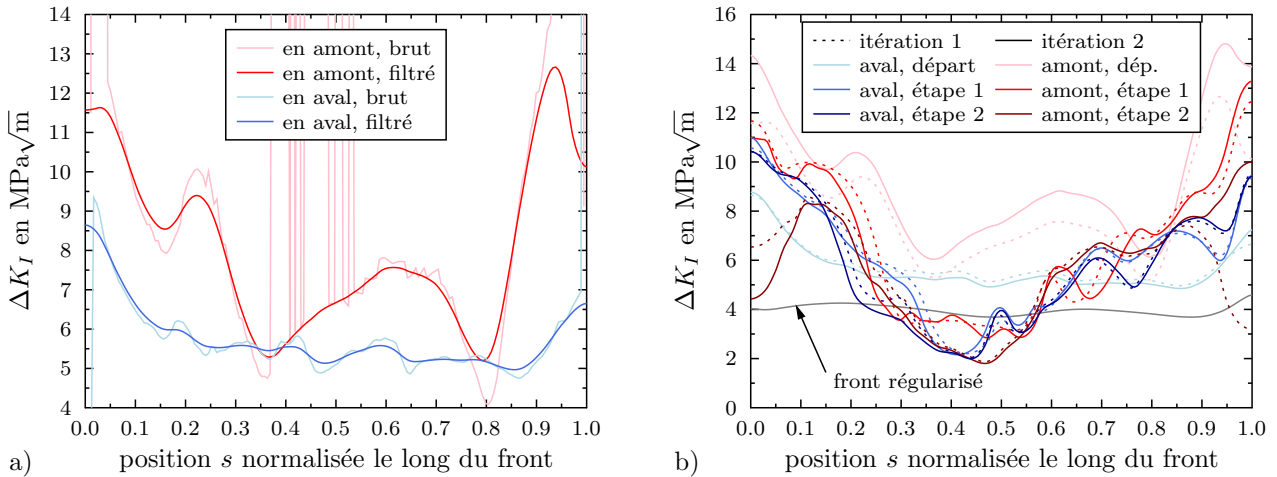 14
13
12
11
10
9
8
7
6
5
4
0.0 0.1 0.2 0.3 0.4 0.5 0.6 0.7 0.8 0.9 1.0
ΔK_I en MPa√m
position s normalisée le long du front
en amont, brut
en amont, filtré
en aval, brut
en aval, filtré
a)
16
14
12
10
8
6
4
2
0
0.0 0.1 0.2 0.3 0.4 0.5 0.6 0.7 0.8 0.9 1.0
ΔK_I en MPa√m
position s normalisée le long du front
itération 1 itération 2
aval, départ amont, dép.
aval, étape 1 amont, étape 1
aval, étape 2 amont, étape 2
front régularisé
b)